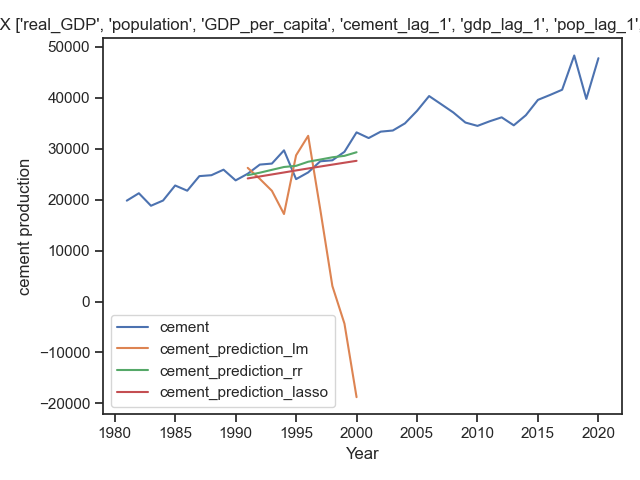 X ['real_GDP', 'population', 'GDP_per_capita', 'cement_lag_1', 'gdp_lag_1', 'pop_lag_1',
50000
40000
30000
20000
10000
0
−10000
−20000
cement production
cement
cement_prediction_lm
cement_prediction_rr
cement_prediction_lasso
1980 1985 1990 1995 2000 2005 2010 2015 2020
Year